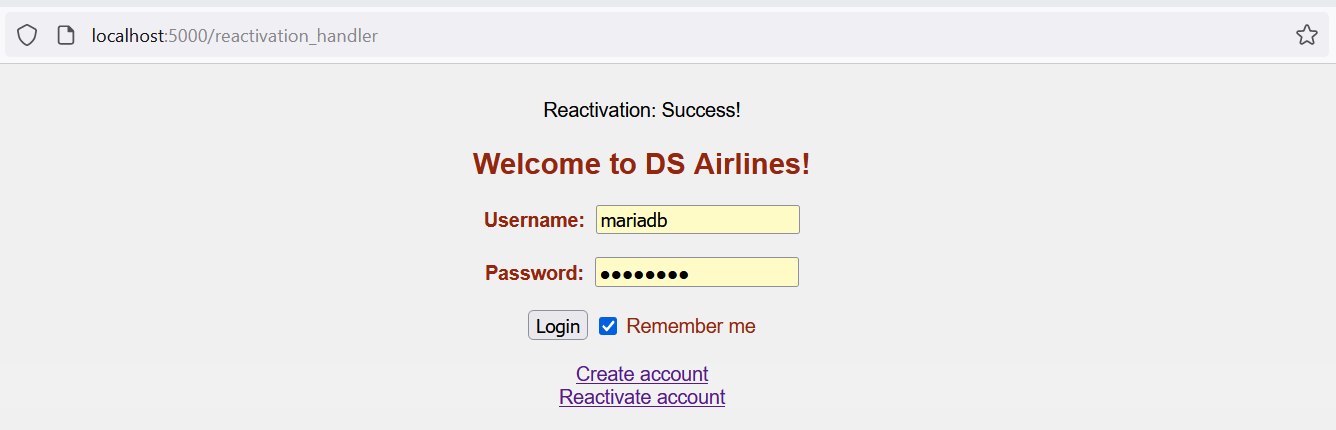 localhost:5000/reactivation_handler
Reactivation: Success!
Welcome to DS Airlines!
Username: mariadb
Password: ●●●●●●●●
Login Remember me
Create account
Reactivate account